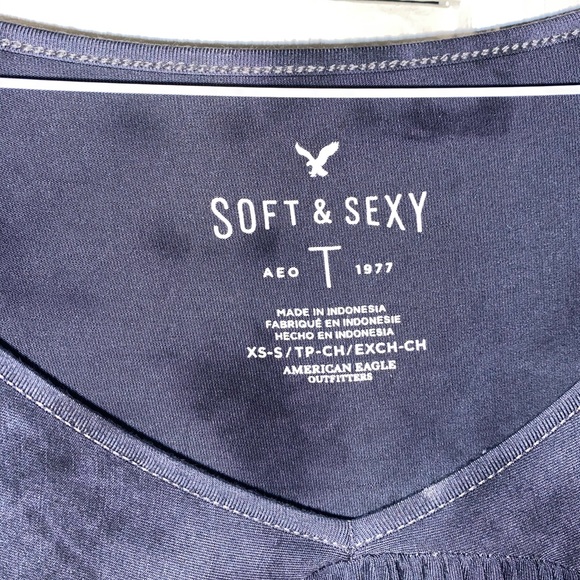 SOFT & SEXY
AEO T 1977
MADE IN INDONESIA
FABRIQUÉ EN INDONESIE
HECHO EN INDONESIA
XS-S/TP-CH/EXCH-CH
AMERICAN EAGLE
OUTFITTERS